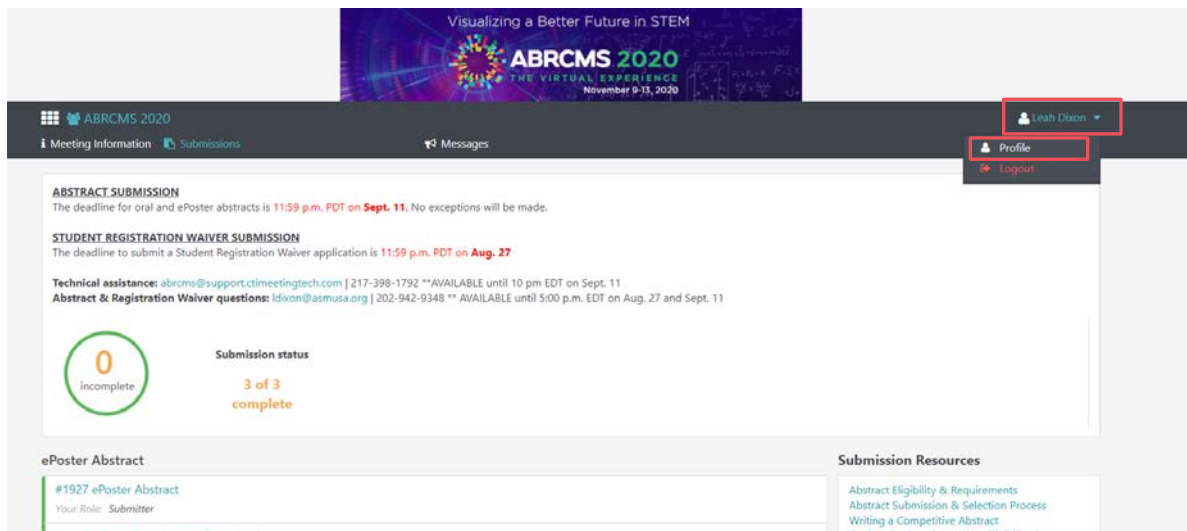 Visualizing a Better Future in STEM
ABRCMS 2020
THE VIRTUAL EXPERIENCE
November 9-13, 2020
ABRCMS 2020
Leah Dixon
Meeting Information Submissions Messages
Profile
Logout
ABSTRACT SUBMISSION
The deadline for oral and ePoster abstracts is 11:59 p.m. PDT on Sept. 11. No exceptions will be made.
STUDENT REGISTRATION WAIVER SUBMISSION
The deadline to submit a Student Registration Waiver application is 11:59 p.m. PDT on Aug. 27
Technical assistance: abrcms@support.ctimeetingtech.com | 217-398-1792 **AVAILABLE until 10 pm EDT on Sept. 11
Abstract & Registration Waiver questions: ldixon@asmusa.org | 202-942-9348 ** AVAILABLE until 5:00 p.m. EDT on Aug. 27 and Sept. 11
0
incomplete
Submission status
3 of 3
complete
ePoster Abstract
#1927 ePoster Abstract
Your Role: Submitter
Submission Resources
Abstract Eligibility & Requirements
Abstract Submission & Selection Process
Writing a Competitive Abstract